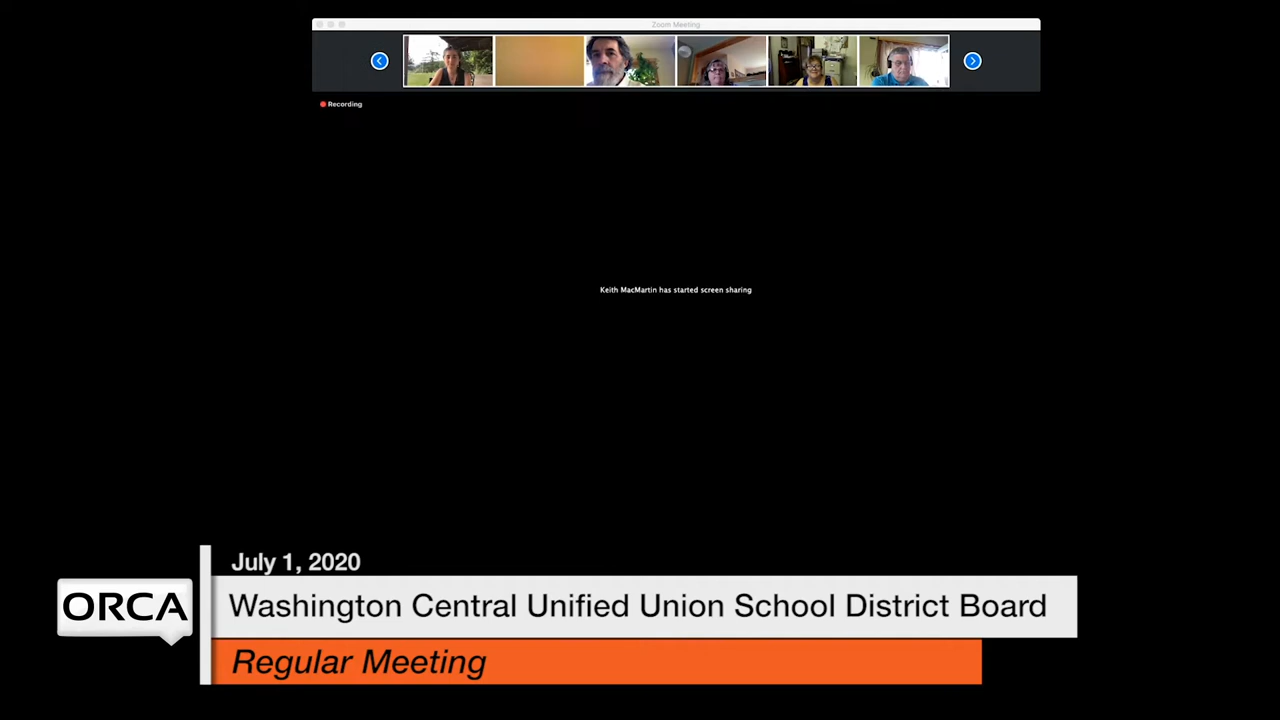 Zoom Meeting
Recording
Keith MacMartin has started screen sharing
July 1, 2020
ORCA
Washington Central Unified Union School District Board
Regular Meeting